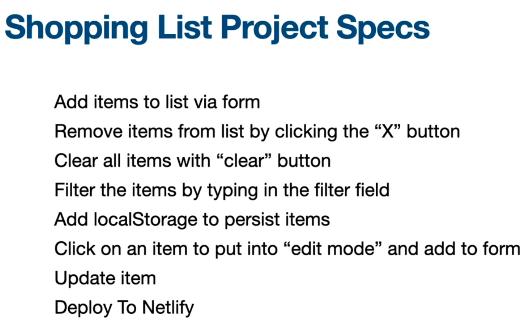 Shopping List Project Specs
Add items to list via form
Remove items from list by clicking the “X” button
Clear all items with “clear” button
Filter the items by typing in the filter field
Add localStorage to persist items
Click on an item to put into “edit mode” and add to form
Update item
Deploy To Netlify